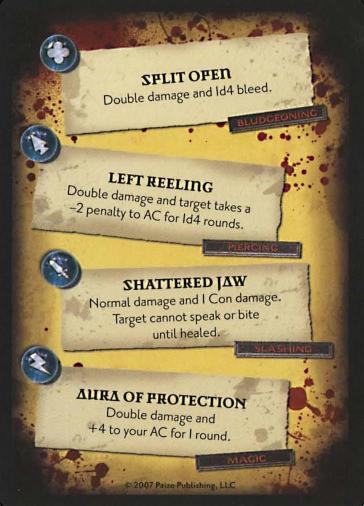 SPLIT OPEN
Double damage and 1d4 bleed.
BLUDGEONING
LEFT REELING
Double damage and target takes a
–2 penalty to AC for 1d4 rounds.
PIERCING
SHATTERED JAW
Normal damage and 1 Con damage.
Target cannot speak or bite
until healed.
SLASHING
AURA OF PROTECTION
Double damage and
+4 to your AC for 1 round.
MAGIC
© 2007 Paizo Publishing, LLC